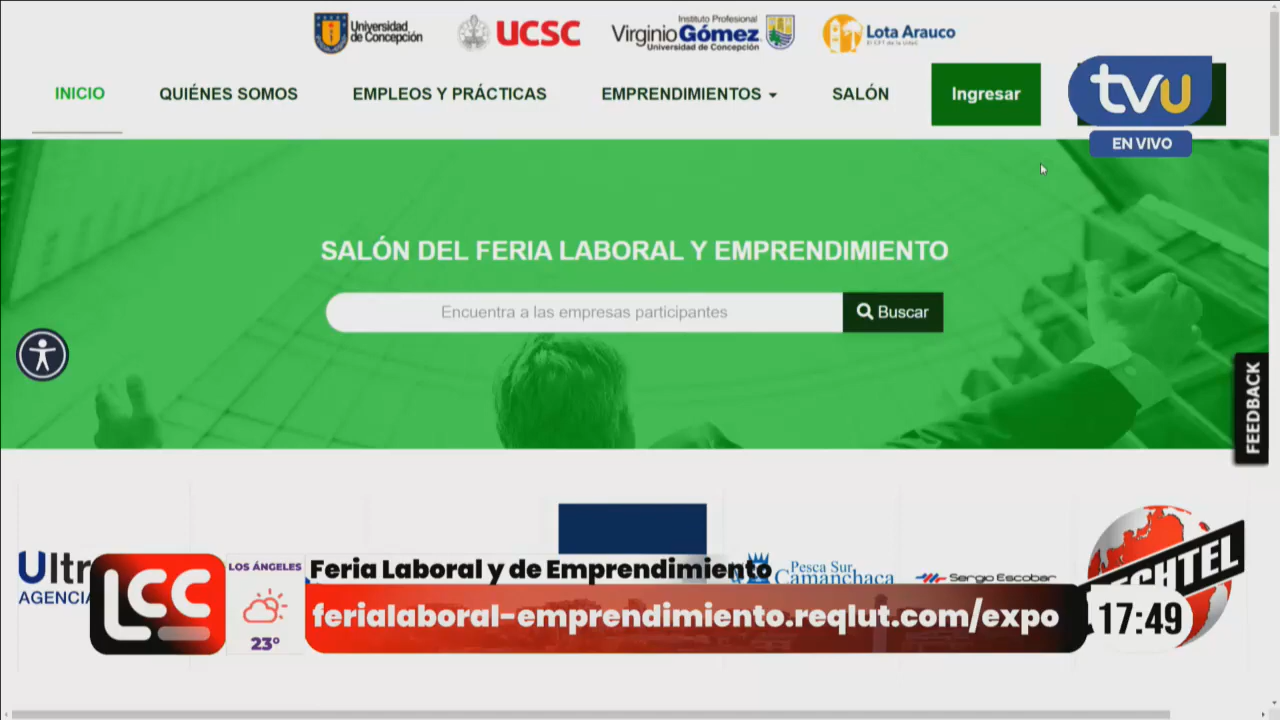 Universidad
de Concepción
UCSC
Instituto Profesional
Virginio Gómez
Universidad de Concepción
Lota Arauco
INICIO
QUIÉNES SOMOS
EMPLEOS Y PRÁCTICAS
EMPRENDIMIENTOS
SALÓN
Ingresar
tvu
EN VIVO
SALÓN DEL FERIA LABORAL Y EMPRENDIMIENTO
Encuentra a las empresas participantes
Buscar
FEEDBACK
AGENCIA
Pesca Sur
Camanchaca
Sergio Escobar
LCC
LOS ÁNGELES
23°
Feria Laboral y de Emprendimiento
ferialaboral-emprendimiento.reqlut.com/expo
17:49